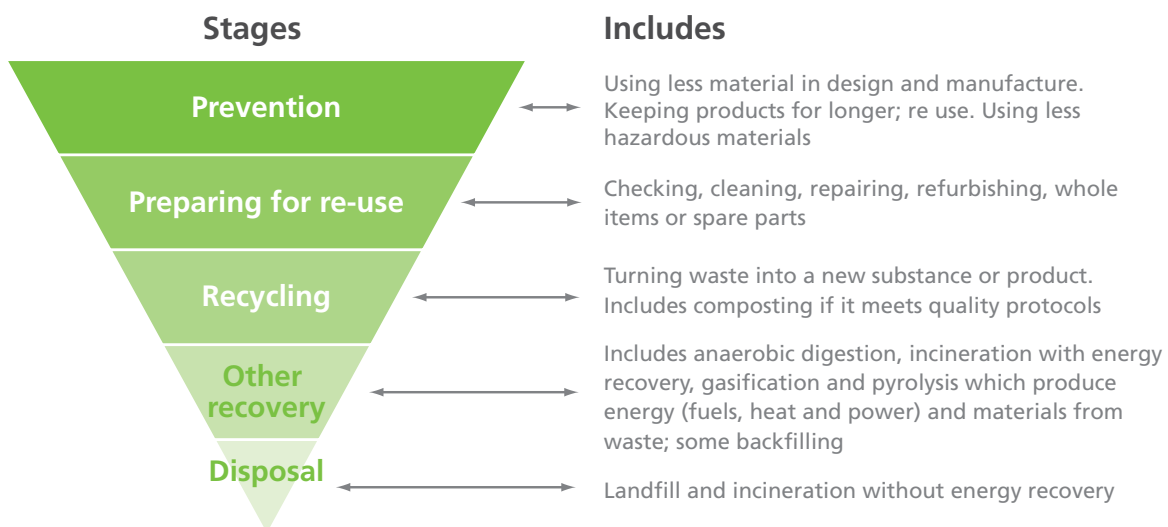 Stages
Includes
Prevention
Using less material in design and manufacture.
Keeping products for longer; re use. Using less
hazardous materials
Preparing for re-use
Checking, cleaning, repairing, refurbishing, whole
items or spare parts
Recycling
Turning waste into a new substance or product.
Includes composting if it meets quality protocols
Other
recovery
Includes anaerobic digestion, incineration with energy
recovery, gasification and pyrolysis which produce
energy (fuels, heat and power) and materials from
waste; some backfilling
Disposal
Landfill and incineration without energy recovery